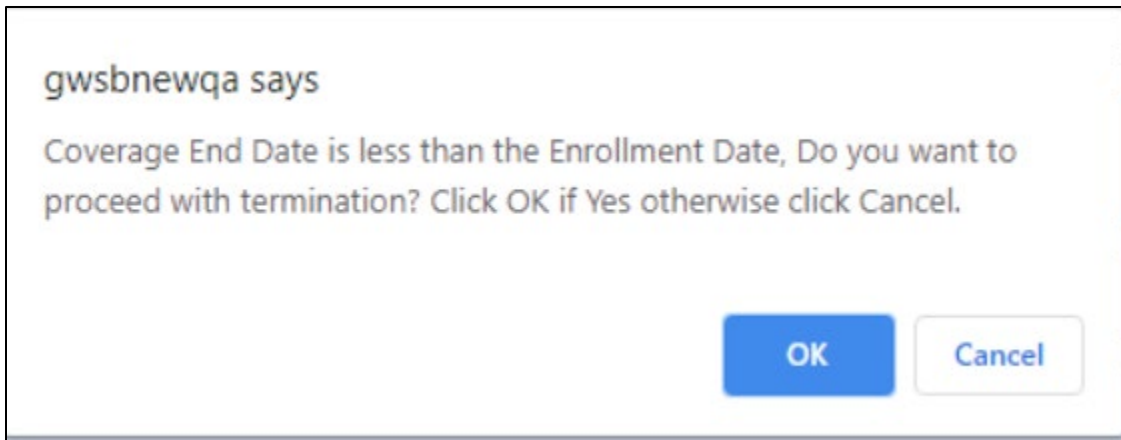 gwsbnewqa says
Coverage End Date is less than the Enrollment Date, Do you want to
proceed with termination? Click OK if Yes otherwise click Cancel.
OK Cancel